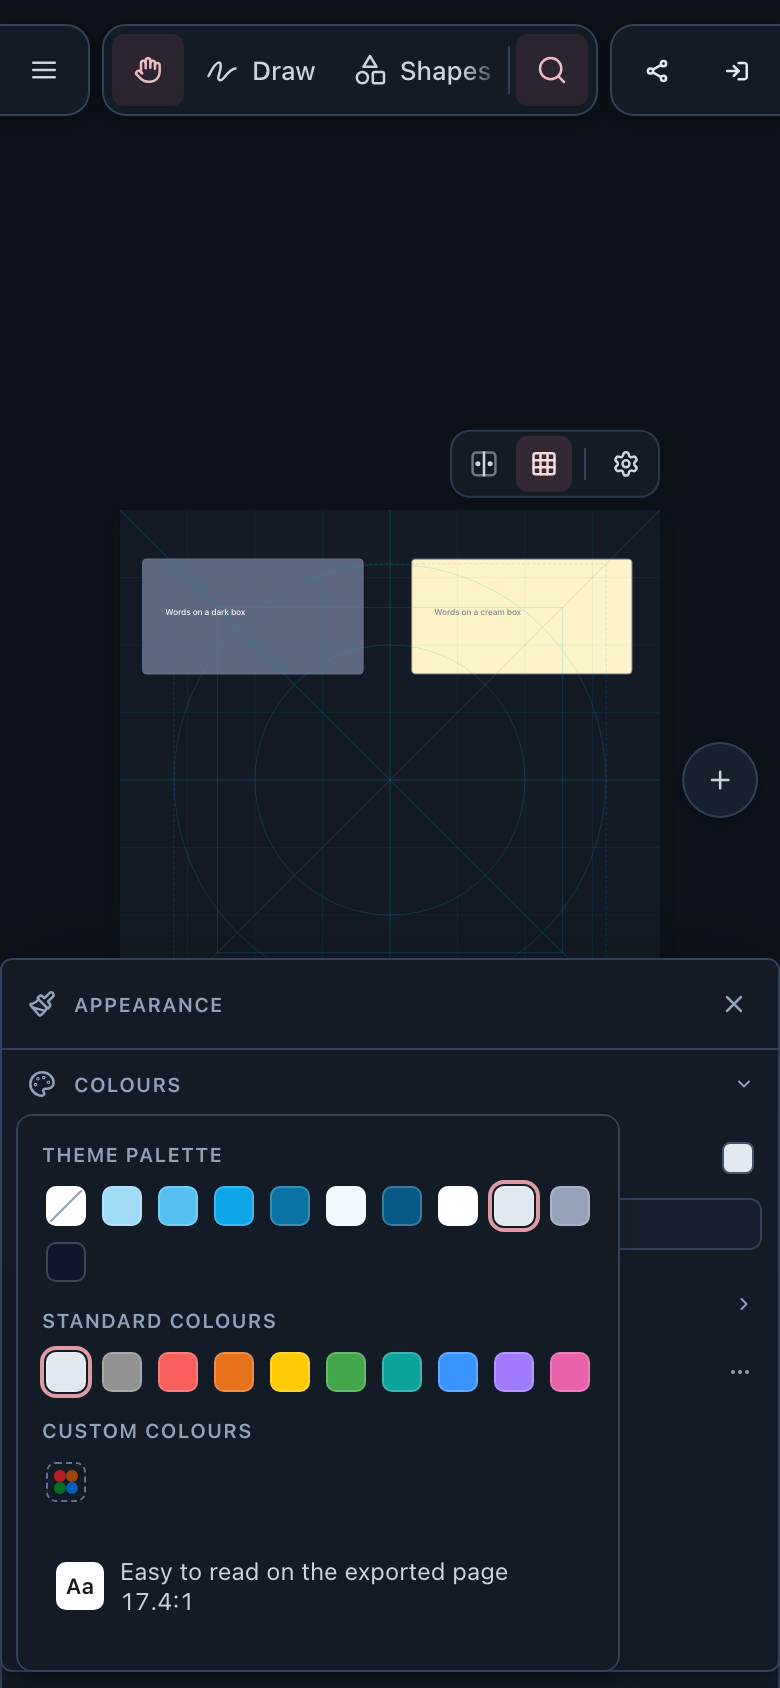 Draw
Shapes
Words on a dark box
Words on a cream box
APPEARANCE
COLOURS
THEME PALETTE
STANDARD COLOURS
CUSTOM COLOURS
Aa
Easy to read on the exported page
17.4:1